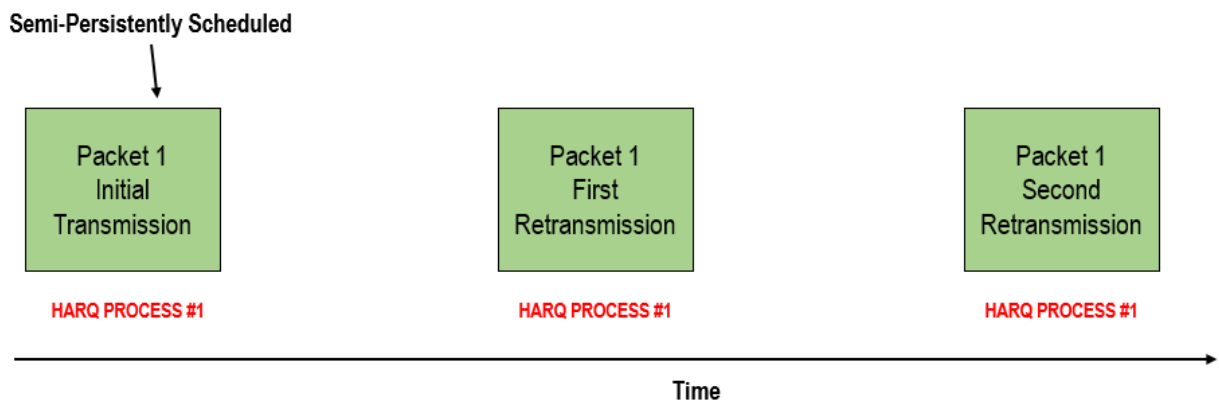 Semi-Persistently Scheduled
Packet 1
Initial
Transmission
Packet 1
First
Retransmission
Packet 1
Second
Retransmission
HARQ PROCESS #1
HARQ PROCESS #1
HARQ PROCESS #1
Time